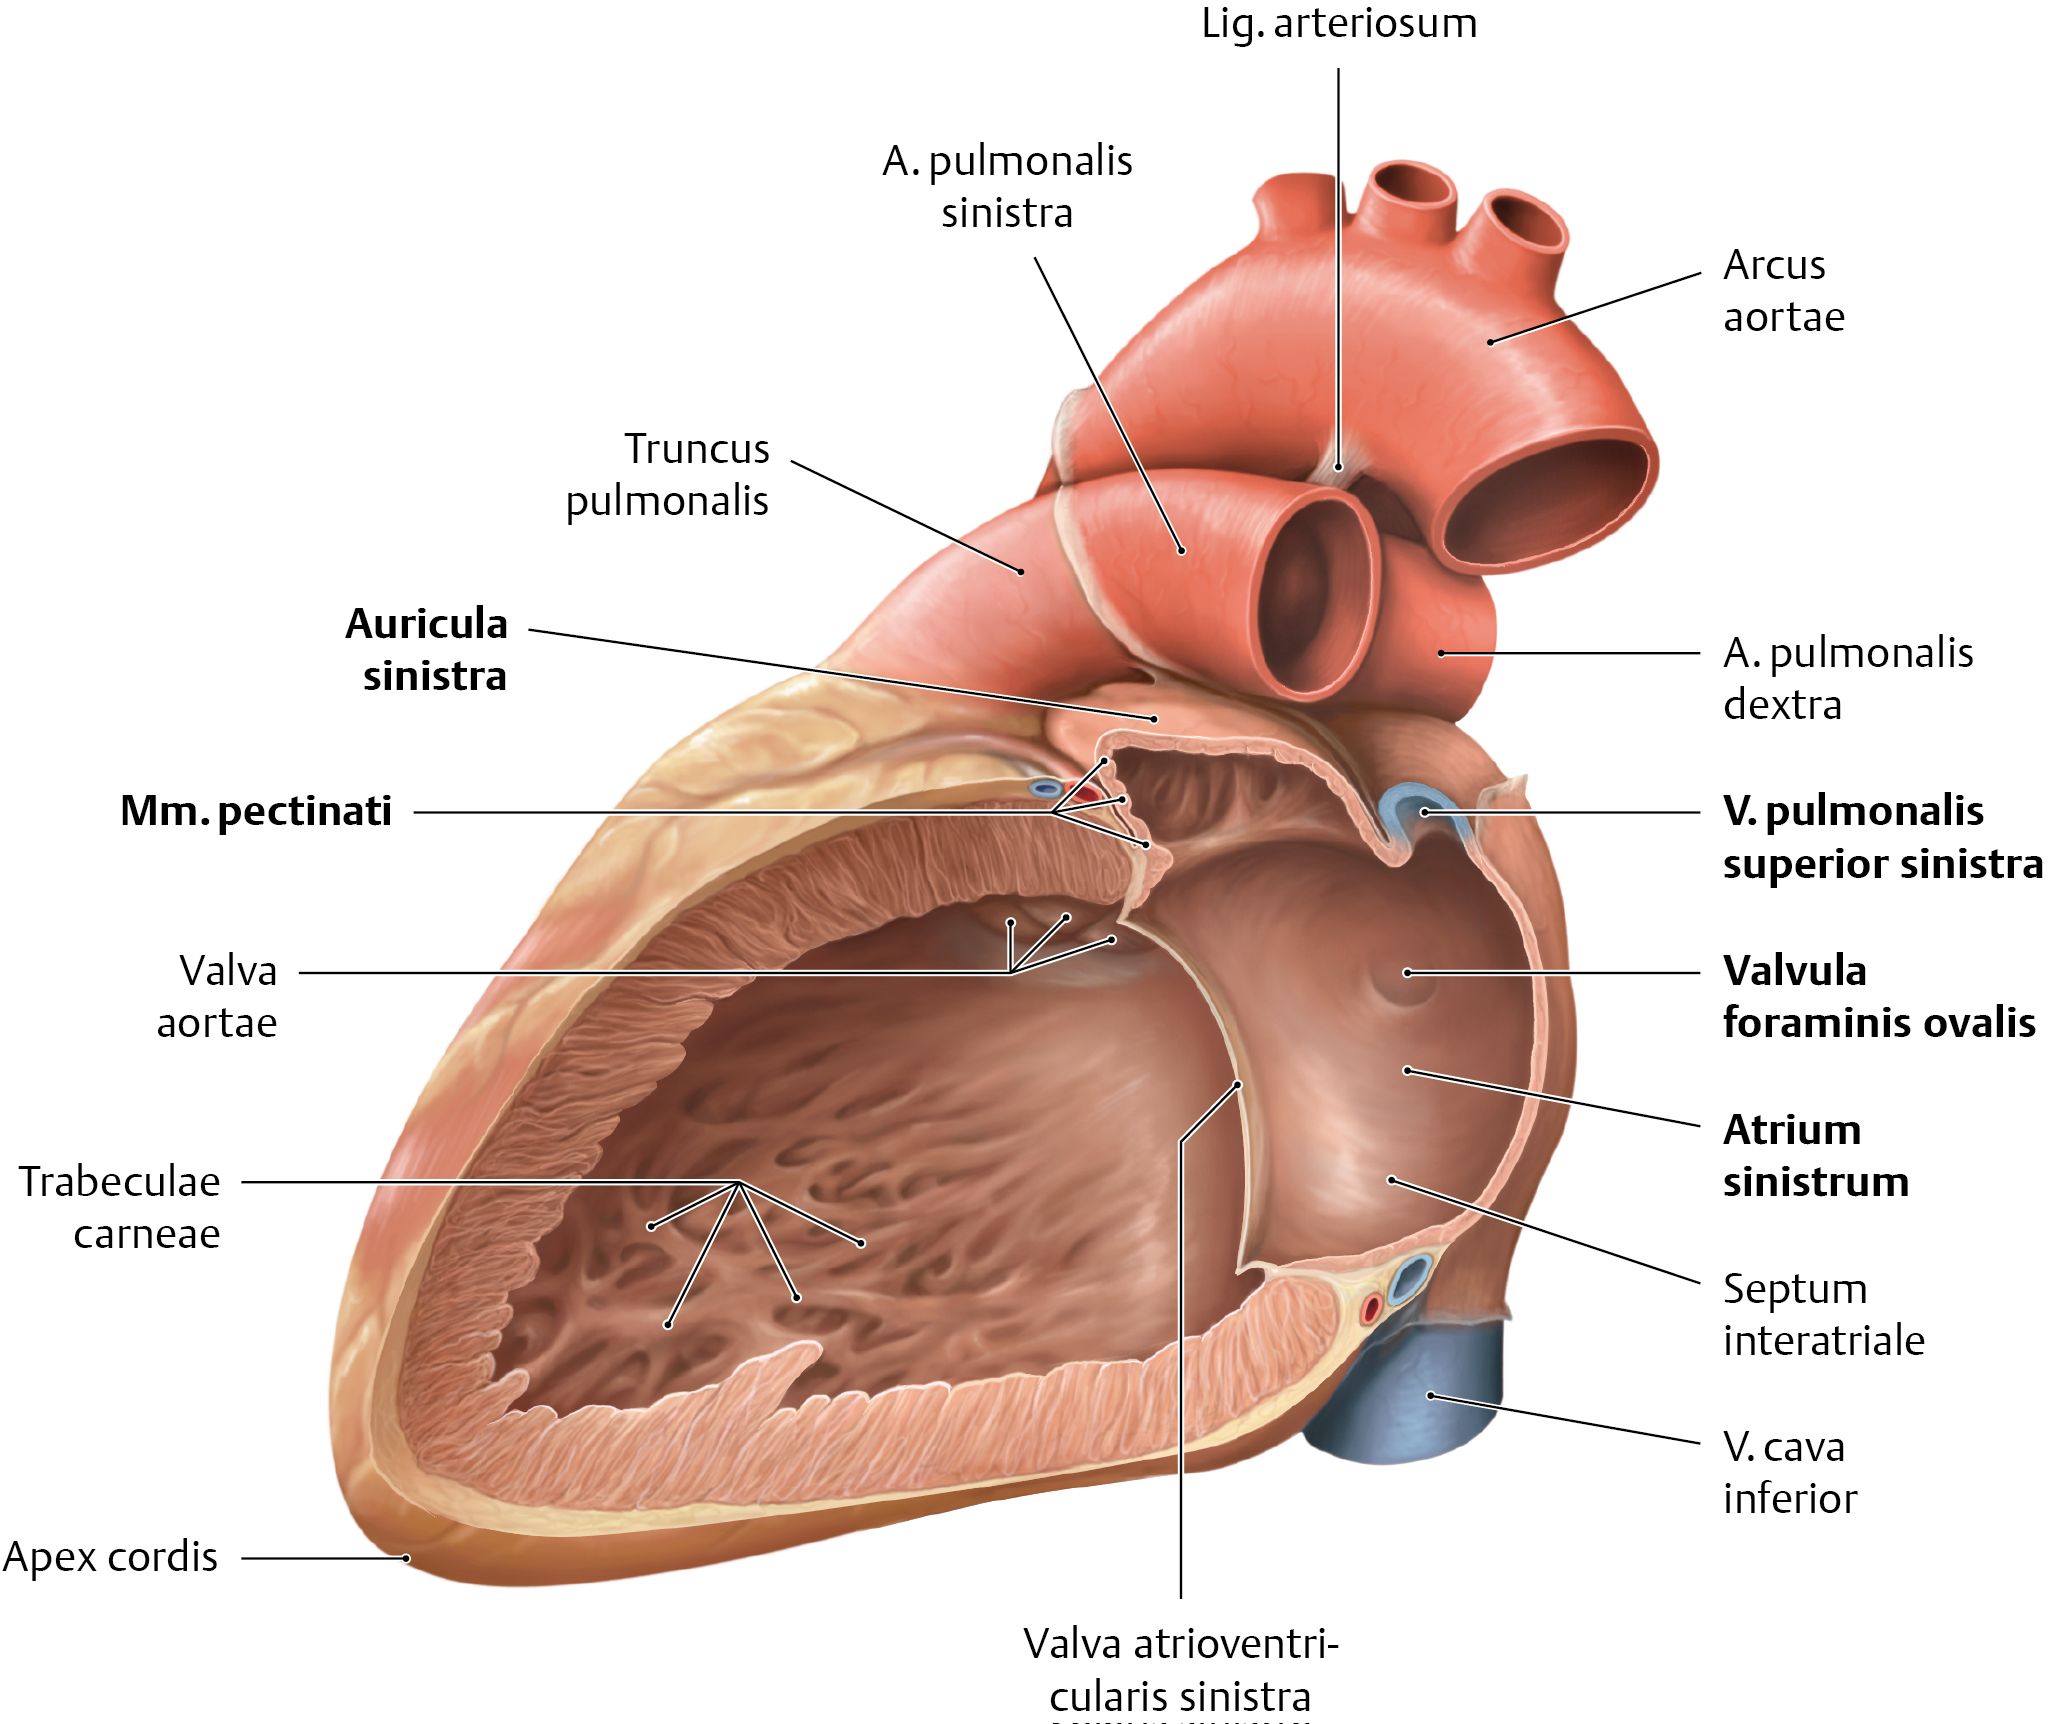 Lig. arteriosum
A. pulmonalis
sinistra
Arcus
aortae
Truncus
pulmonalis
Auricula
sinistra
A. pulmonalis
dextra
Mm. pectinati
V. pulmonalis
superior sinistra
Valva
aortae
Valvula
foraminis ovalis
Atrium
sinistrum
Trabeculae
carneae
Septum
interatriale
V. cava
inferior
Apex cordis
Valva atrioventri-
cularis sinistra